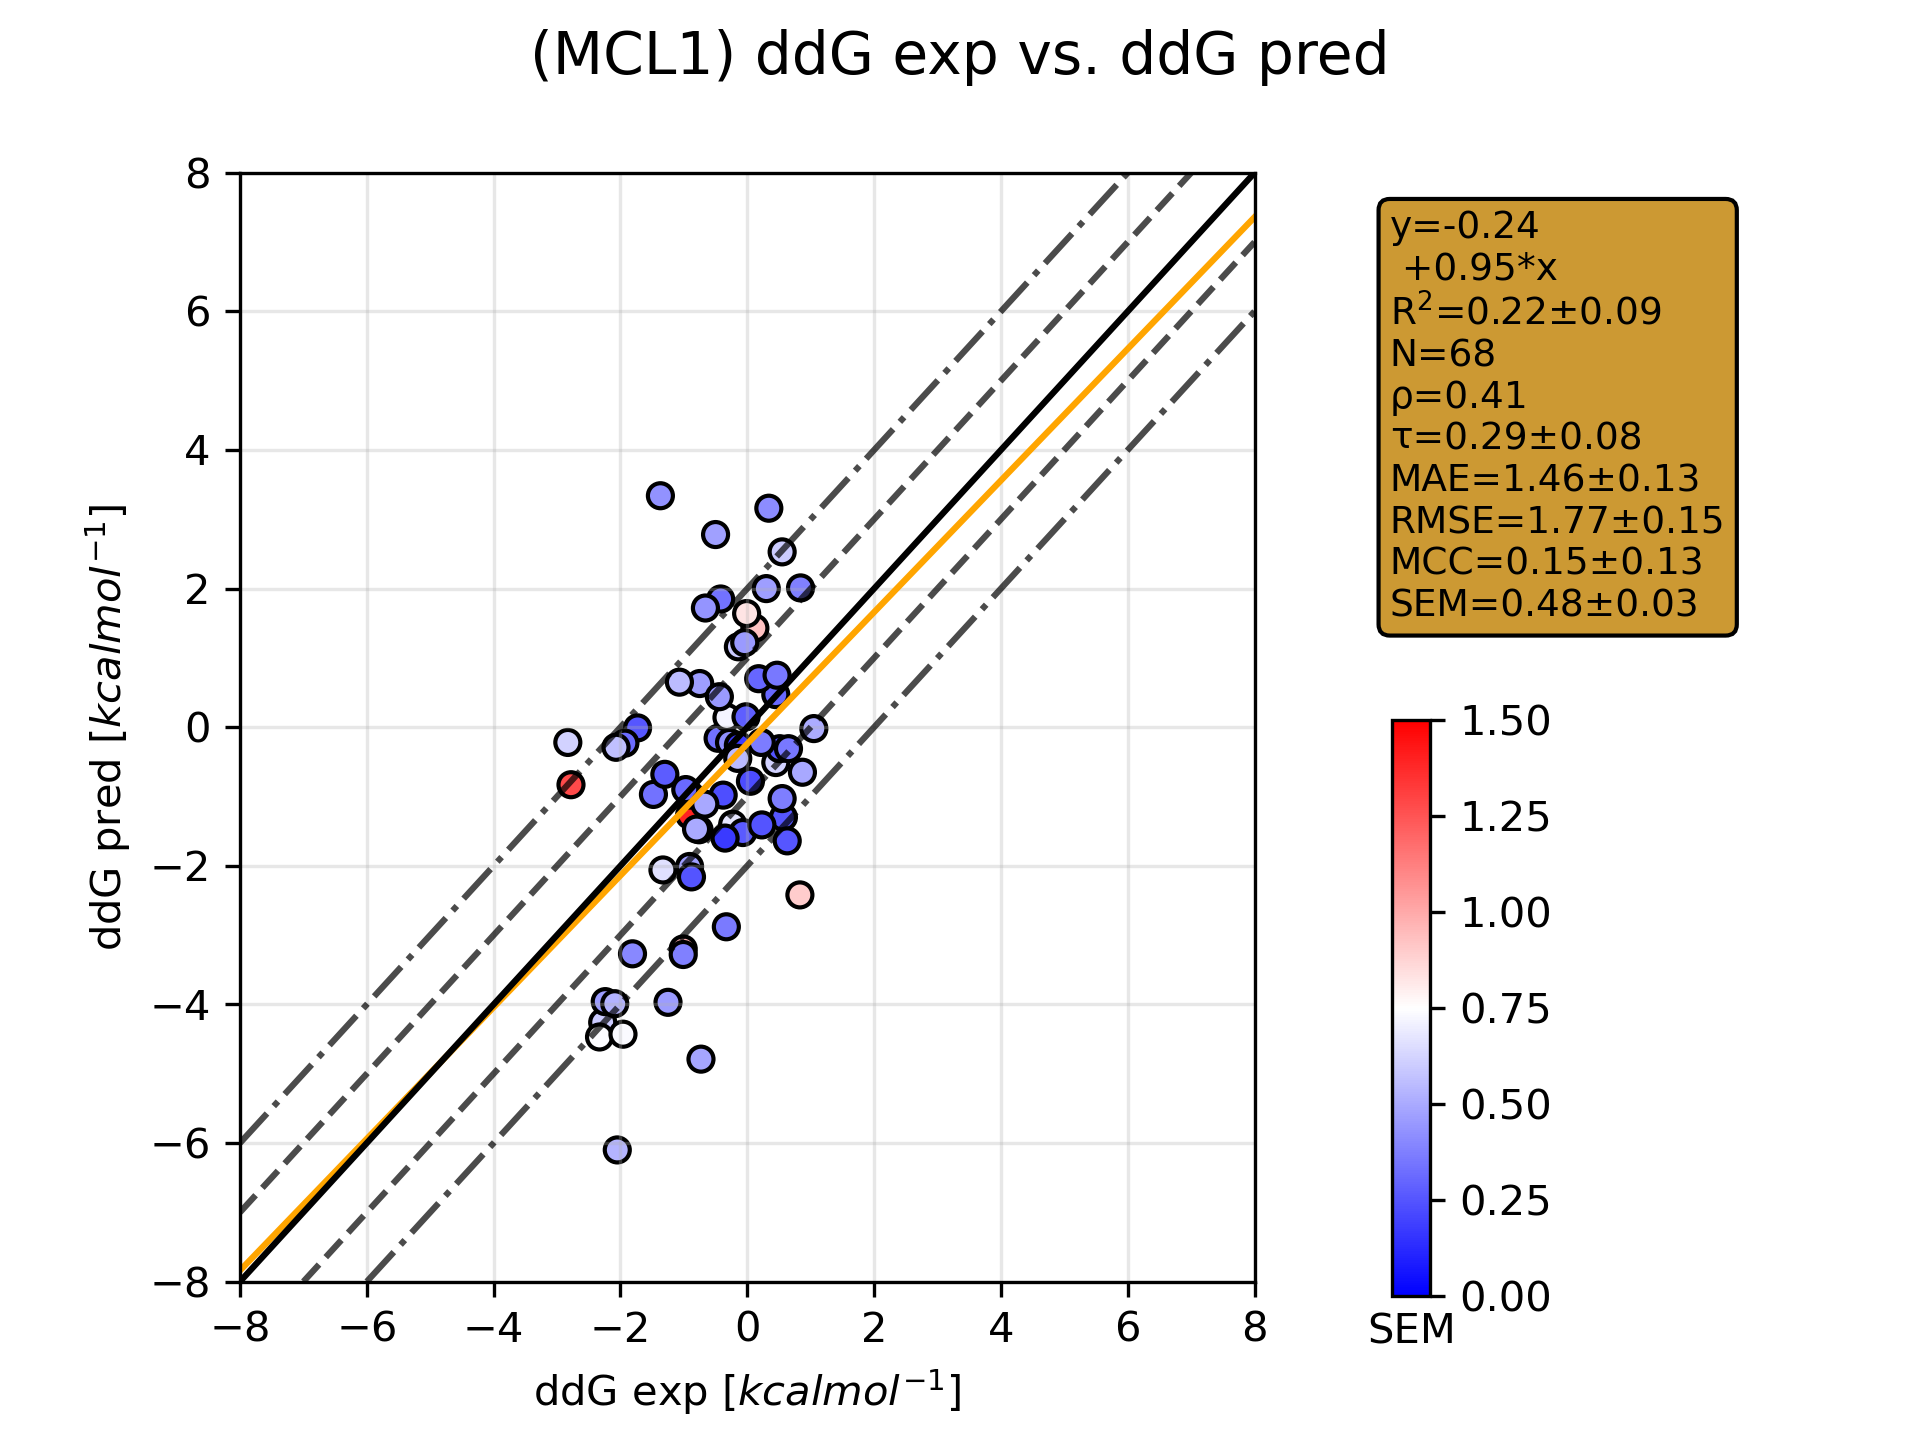 (MCL1) ddG exp vs. ddG pred
8
6
4
2
0
−2
−4
−6
−8
ddG pred [kcalmol⁻¹]
−8 −6 −4 −2 0 2 4 6 8
ddG exp [kcalmol⁻¹]
y=-0.24
+0.95*x
R²=0.22±0.09
N=68
ρ=0.41
τ=0.29±0.08
MAE=1.46±0.13
RMSE=1.77±0.15
MCC=0.15±0.13
SEM=0.48±0.03
1.50
1.25
1.00
0.75
0.50
0.25
0.00
SEM